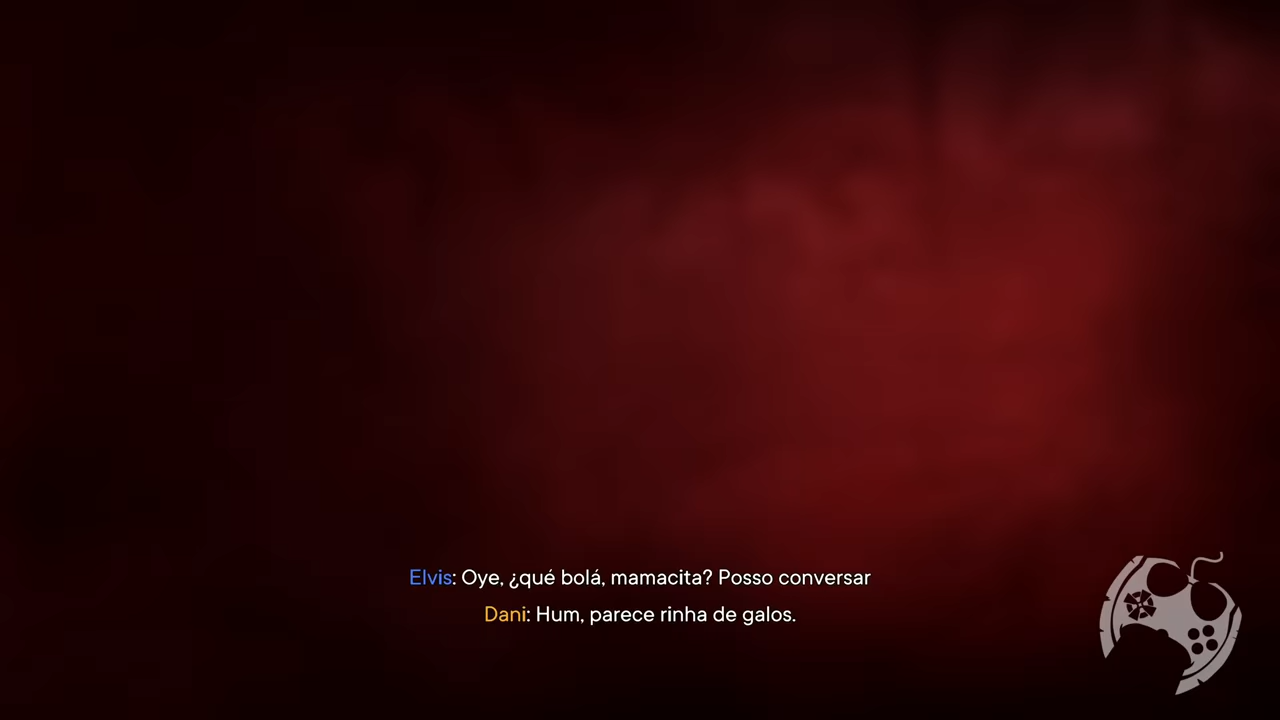 Elvis: Oye, ¿qué bolá, mamacita? Posso conversar
Dani: Hum, parece rinha de galos.